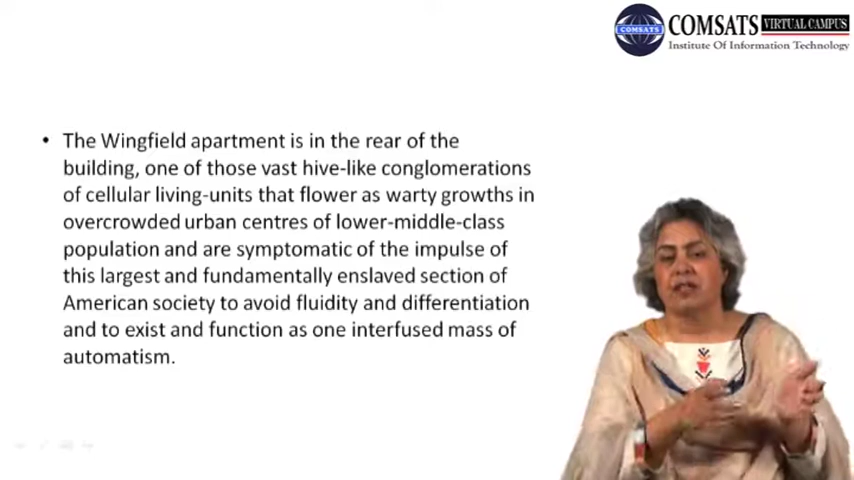 COMSATS
COMSATS VIRTUAL CAMPUS
Institute Of Information Technology
• The Wingfield apartment is in the rear of the
building, one of those vast hive-like conglomerations
of cellular living-units that flower as warty growths in
overcrowded urban centres of lower-middle-class
population and are symptomatic of the impulse of
this largest and fundamentally enslaved section of
American society to avoid fluidity and differentiation
and to exist and function as one interfused mass of
automatism.